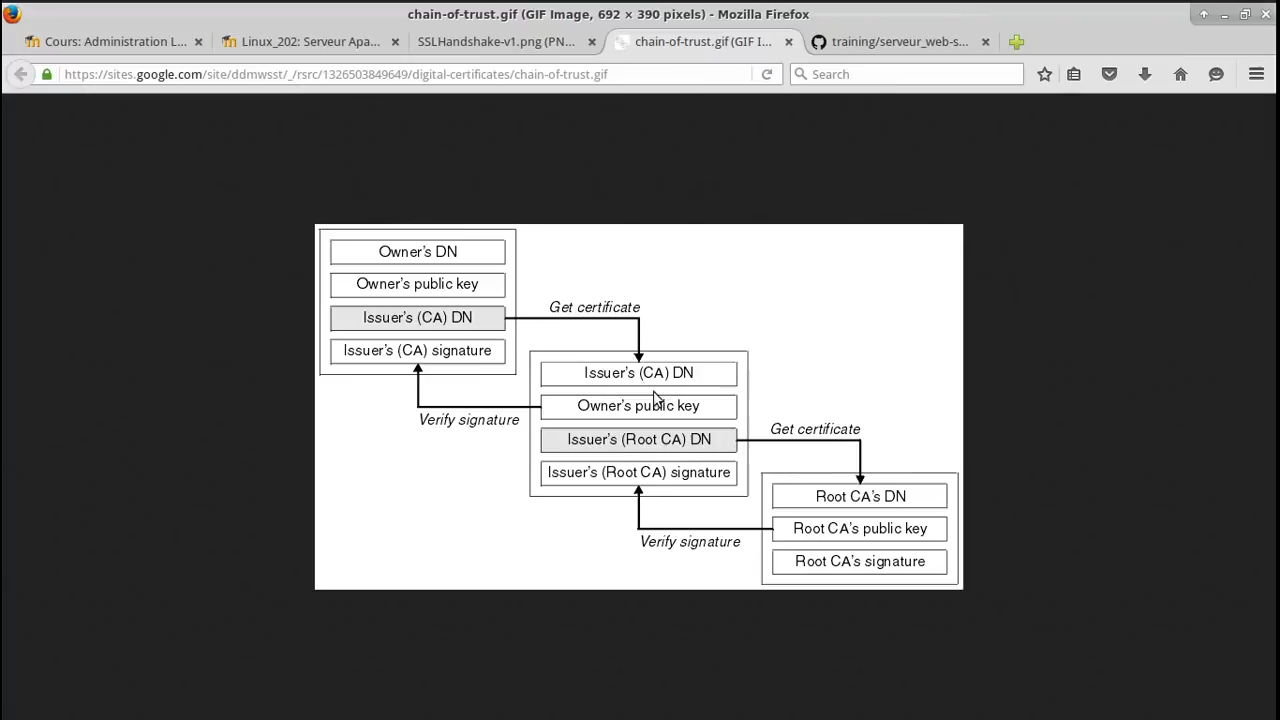 chain-of-trust.gif (GIF Image, 692 × 390 pixels) - Mozilla Firefox
Cours: Administration L...
Linux_202: Serveur Apa...
SSLHandshake-v1.png (PN...
chain-of-trust.gif (GIF I...
training/serveur_web-s...
https://sites.google.com/site/ddmwsst/_/rsrc/1326503849649/digital-certificates/chain-of-trust.gif
Search
Owner's DN
Owner's public key
Issuer's (CA) DN
Issuer's (CA) signature
Get certificate
Verify signature
Issuer's (CA) DN
Owner's public key
Issuer's (Root CA) DN
Issuer's (Root CA) signature
Get certificate
Verify signature
Root CA's DN
Root CA's public key
Root CA's signature